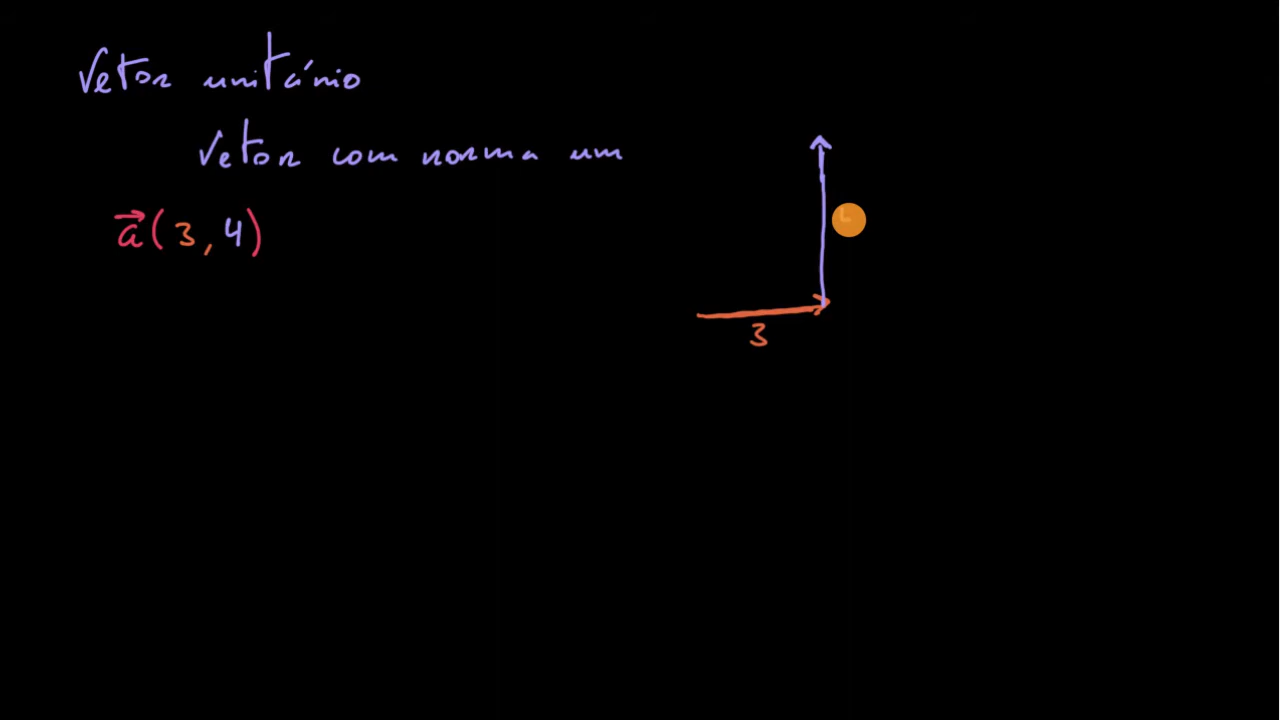 Vetor unitário
Vetor com norma um
a⃗(3,4)
3